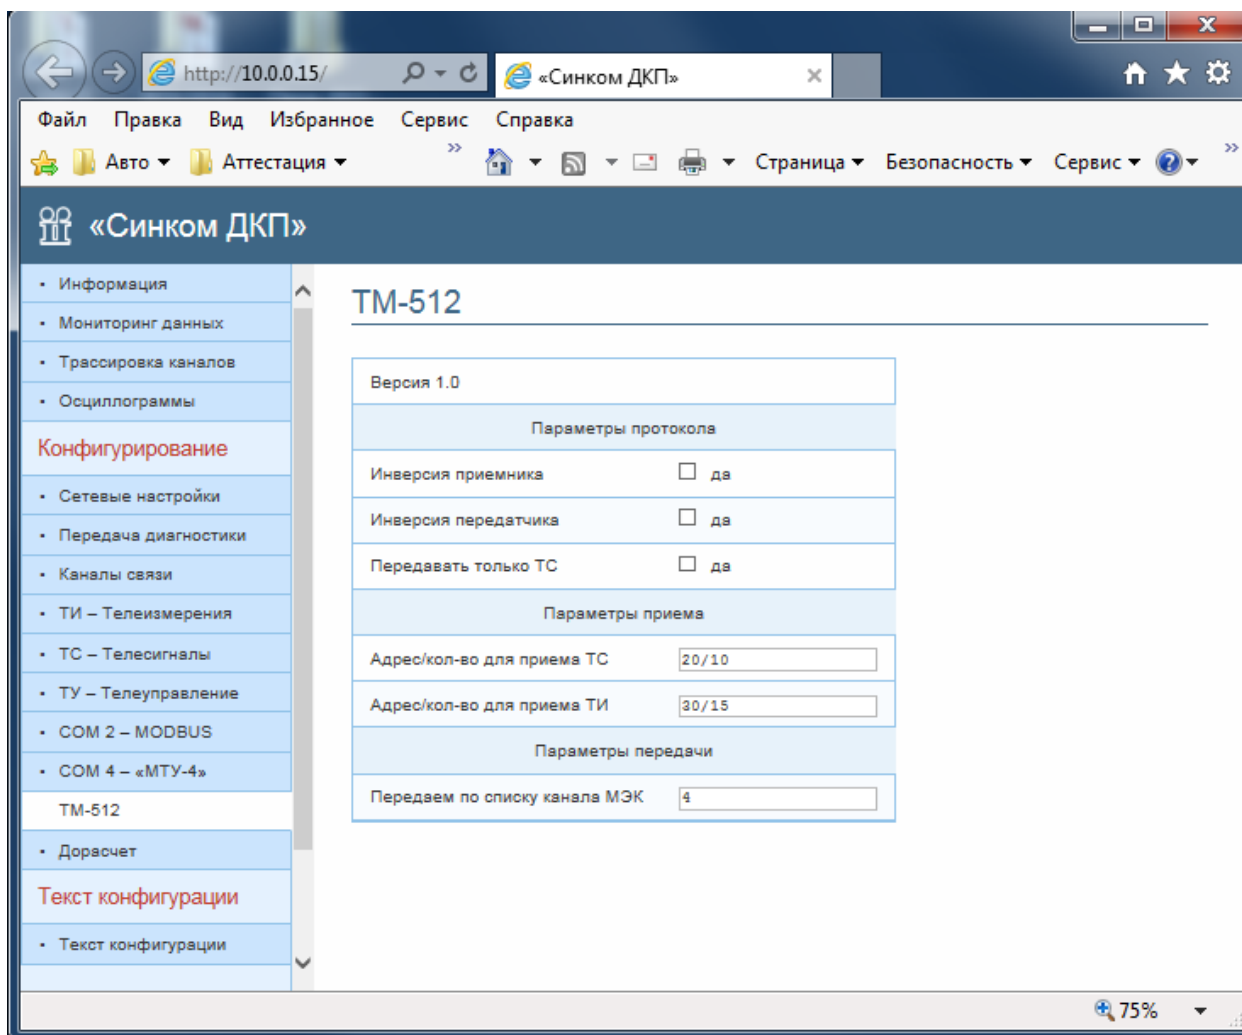 http://10.0.0.15/
«Синком ДКП»
Файл Правка Вид Избранное Сервис Справка
Авто Аттестация » Страница Безопасность Сервис »
«Синком ДКП»
Информация
Мониторинг данных
Трассировка каналов
Осциллограммы
Конфигурирование
Сетевые настройки
Передача диагностики
Каналы связи
ТИ – Телеизмерения
ТС – Телесигналы
ТУ – Телеуправление
COM 2 – MODBUS
COM 4 – «МТУ-4»
ТМ-512
Дорасчет
Текст конфигурации
Текст конфигурации
ТМ-512
Версия 1.0
Параметры протокола
Инверсия приемника да
Инверсия передатчика да
Передавать только ТС да
Параметры приема
Адрес/кол-во для приема ТС 20/10
Адрес/кол-во для приема ТИ 30/15
Параметры передачи
Передаем по списку канала МЭК 4
75%